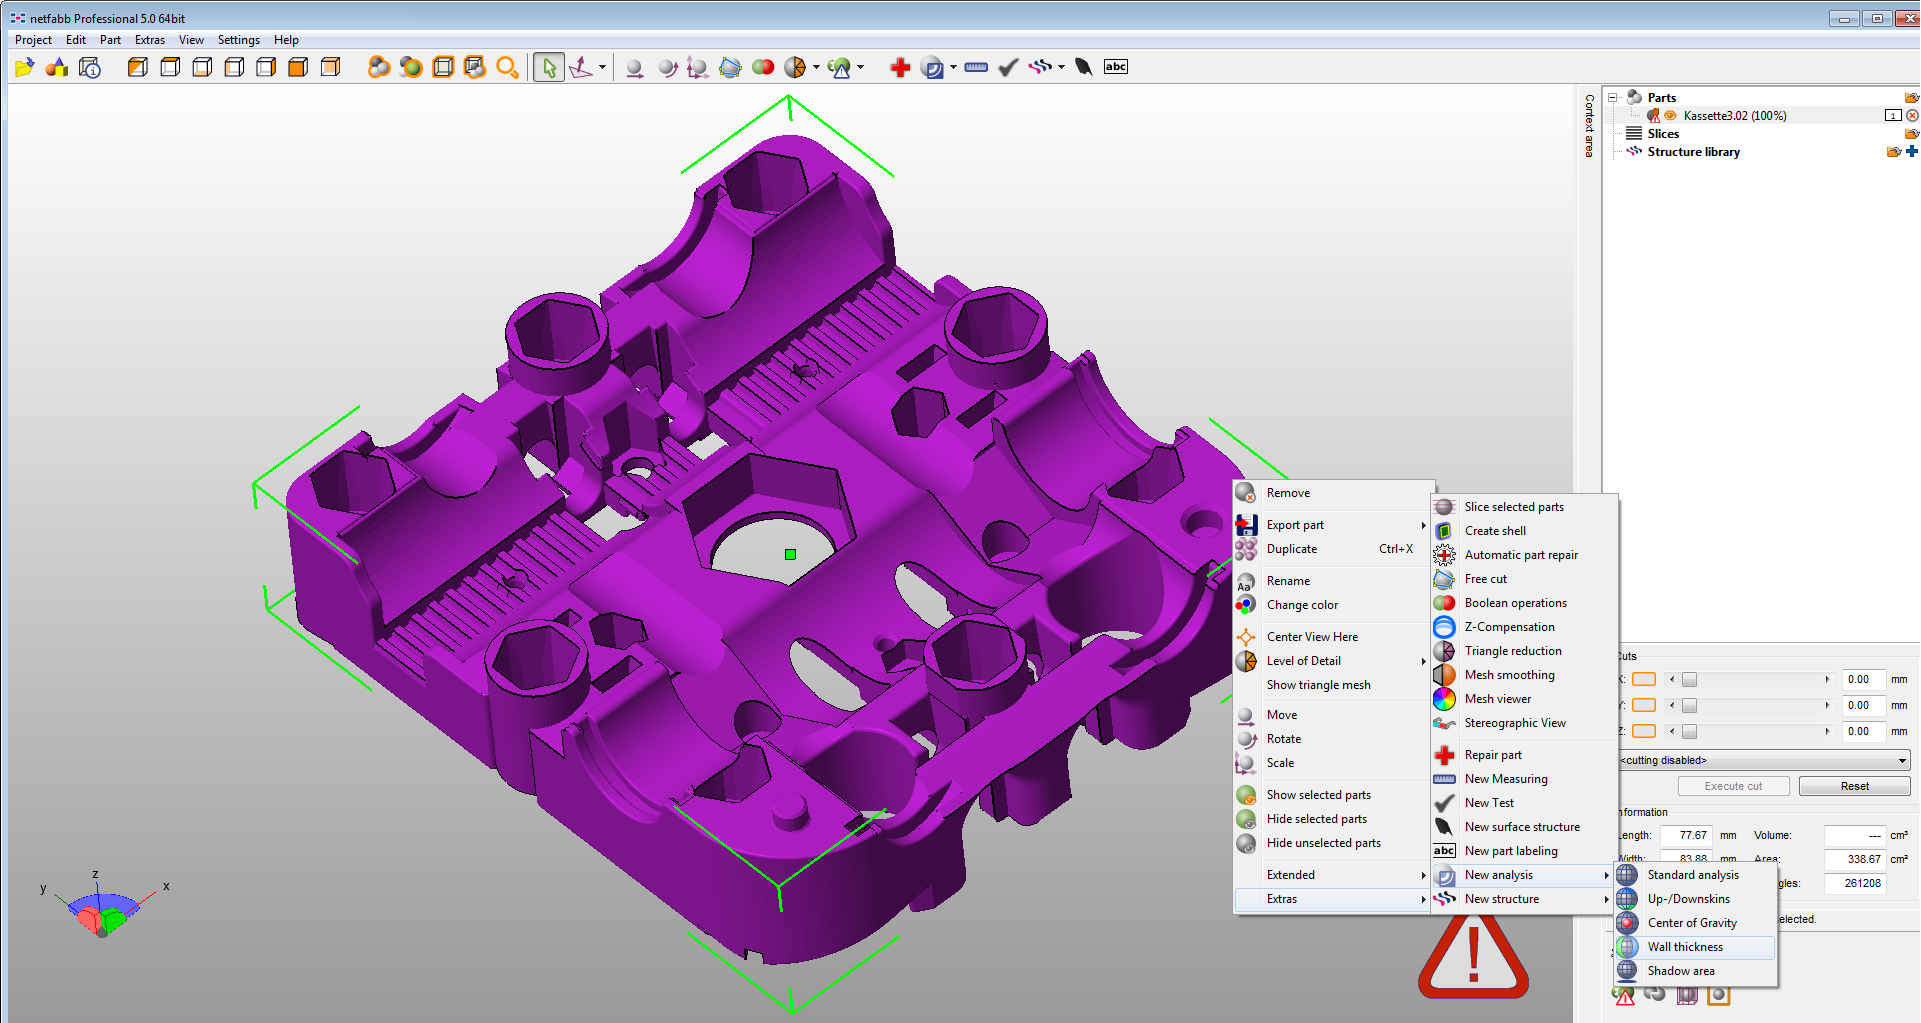 netfabb Professional 5.0 64bit
Project Edit Part Extras View Settings Help
abc
Context area
Parts
Kassette3.02 (100%)
1
Slices
Structure library
Remove
Export part
Duplicate Ctrl+X
Rename
Change color
Center View Here
Level of Detail
Show triangle mesh
Move
Rotate
Scale
Show selected parts
Hide selected parts
Hide unselected parts
Extended
Extras
Slice selected parts
Create shell
Automatic part repair
Free cut
Boolean operations
Z-Compensation
Triangle reduction
Mesh smoothing
Mesh viewer
Stereographic View
Repair part
New Measuring
New Test
New surface structure
abc New part labeling
New analysis
New structure
Standard analysis
Up-/Downskins
Center of Gravity
Wall thickness
Shadow area
Cuts
X: 0.00 mm
Y: 0.00 mm
Z: 0.00 mm
<cutting disabled>
Execute cut Reset
Information
Length: 77.67 mm Volume: --- cm³
Width: 83.88 mm Area: 338.67 cm²
gles: 261208
elected.
x
y
z
Aa
!